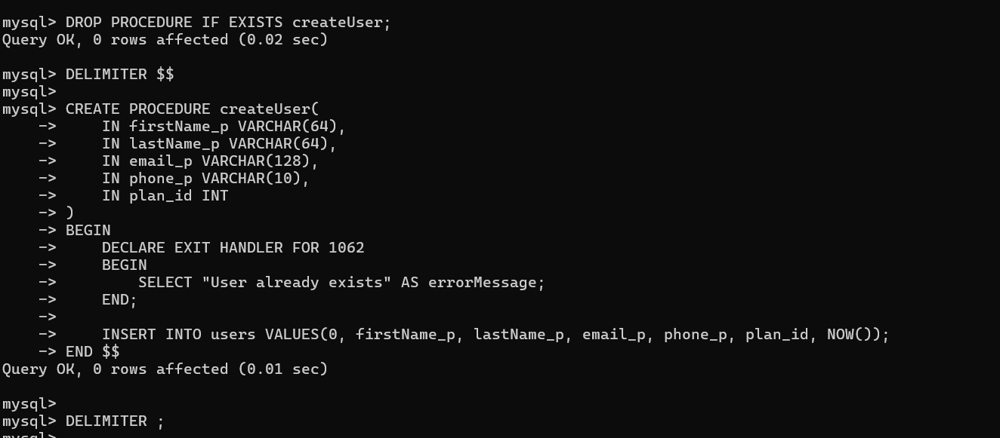 mysql> DROP PROCEDURE IF EXISTS createUser;
Query OK, 0 rows affected (0.02 sec)

mysql> DELIMITER $$
mysql>
mysql> CREATE PROCEDURE createUser(
    ->     IN firstName_p VARCHAR(64),
    ->     IN lastName_p VARCHAR(64),
    ->     IN email_p VARCHAR(128),
    ->     IN phone_p VARCHAR(10),
    ->     IN plan_id INT
    -> )
    -> BEGIN
    ->     DECLARE EXIT HANDLER FOR 1062
    ->     BEGIN
    ->         SELECT "User already exists" AS errorMessage;
    ->     END;
    ->
    ->     INSERT INTO users VALUES(0, firstName_p, lastName_p, email_p, phone_p, plan_id, NOW());
    -> END $$
Query OK, 0 rows affected (0.01 sec)

mysql>
mysql> DELIMITER ;
mysql>